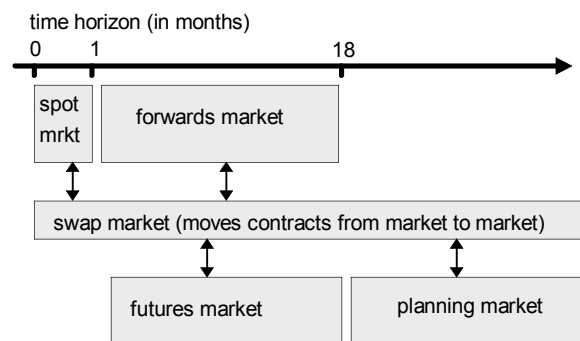 time horizon (in months)
0 1 18
spot
mrkt
forwards market
swap market (moves contracts from market to market)
futures market
planning market